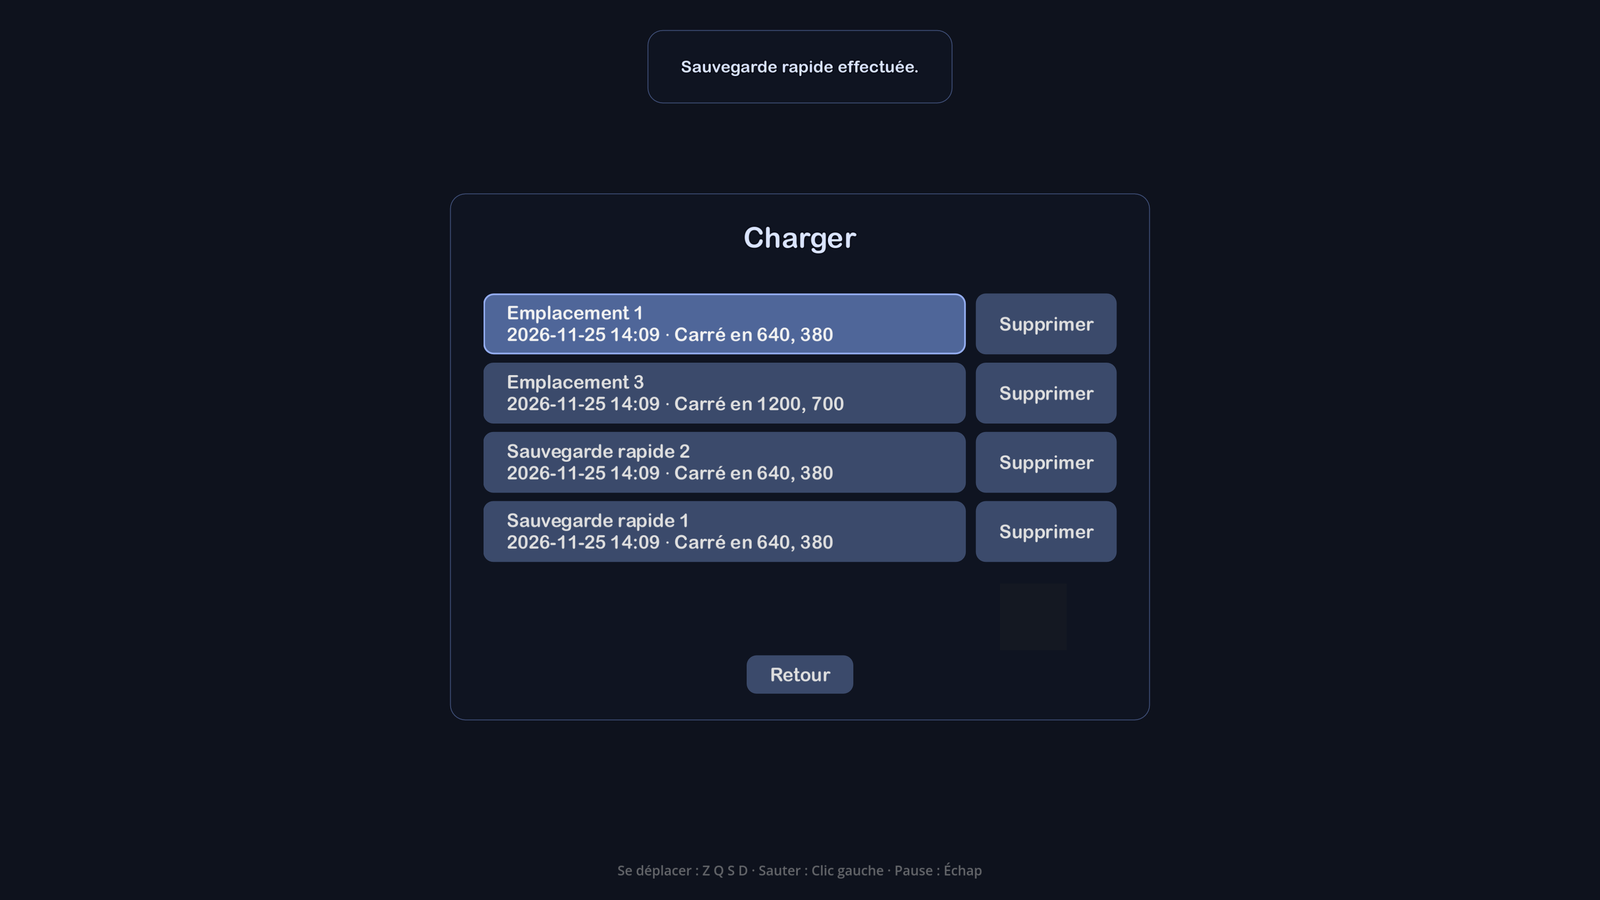 Sauvegarde rapide effectuée.
Charger
Emplacement 1
2026-11-25 14:09 · Carré en 640, 380
Supprimer
Emplacement 3
2026-11-25 14:09 · Carré en 1200, 700
Supprimer
Sauvegarde rapide 2
2026-11-25 14:09 · Carré en 640, 380
Supprimer
Sauvegarde rapide 1
2026-11-25 14:09 · Carré en 640, 380
Supprimer
Retour
Se déplacer : Z Q S D · Sauter : Clic gauche · Pause : Échap